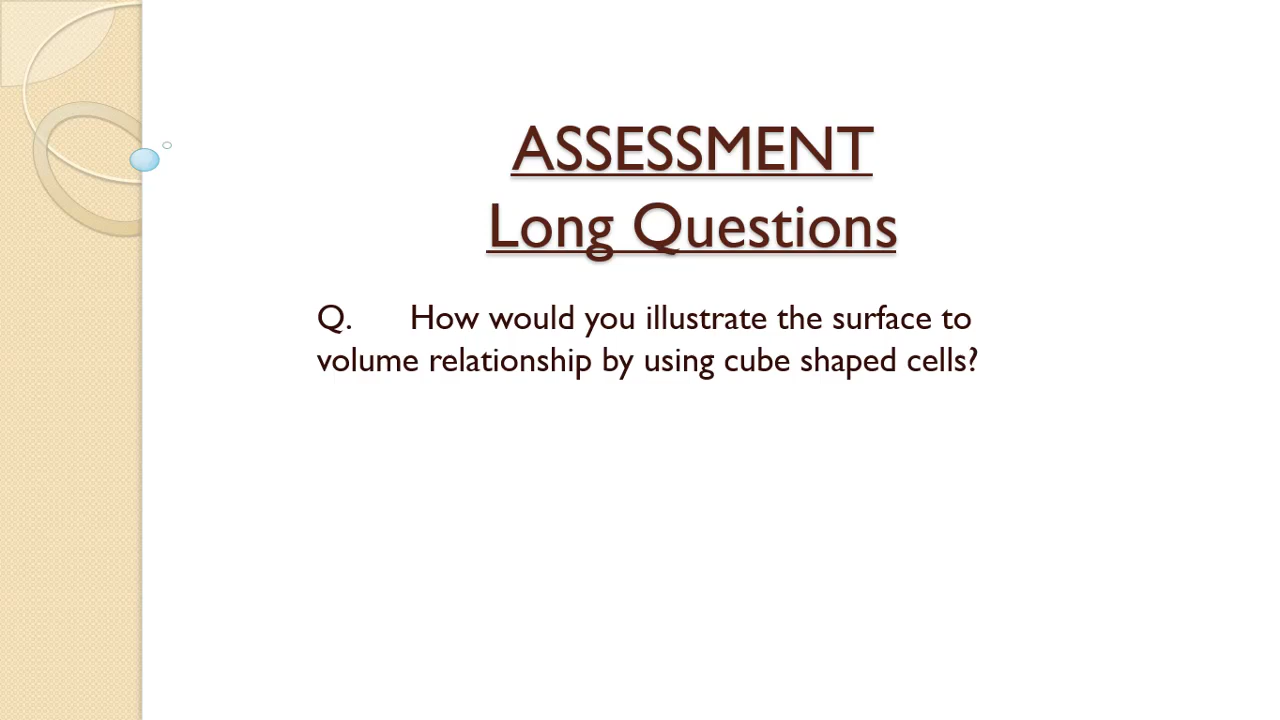 ASSESSMENT
Long Questions
Q. How would you illustrate the surface to
volume relationship by using cube shaped cells?